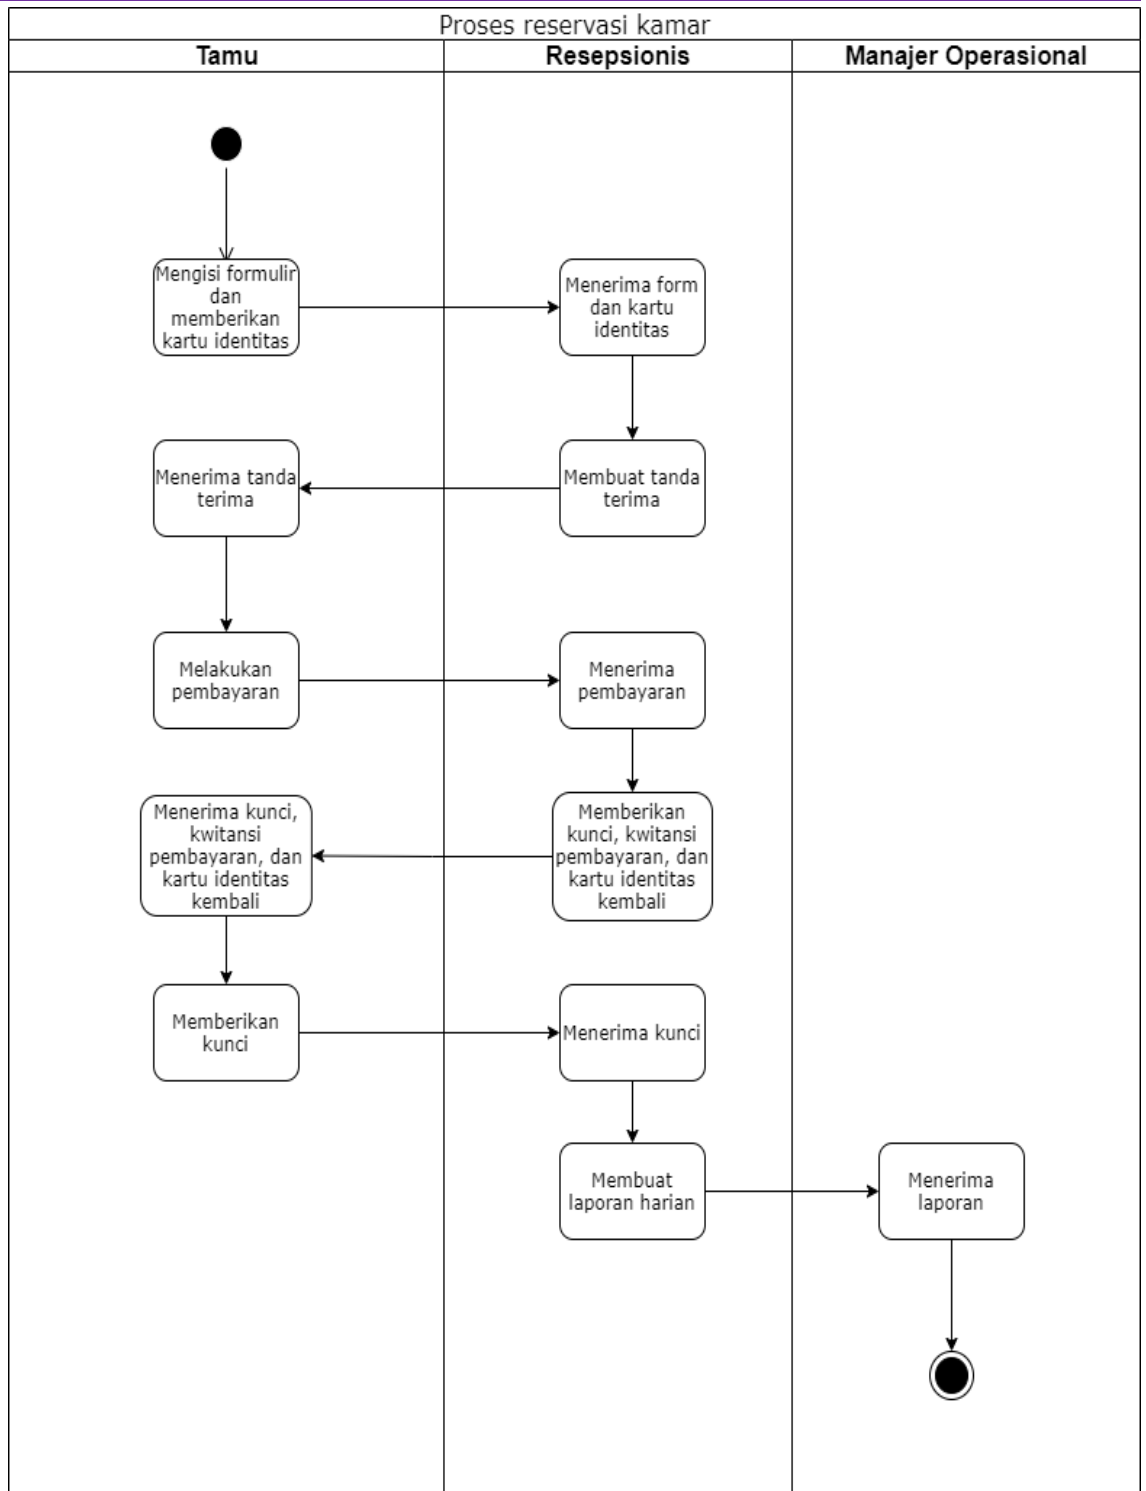 Proses reservasi kamar
Tamu
Resepsionis
Manajer Operasional
Mengisi formulir
dan
memberikan
kartu identitas
Menerima form
dan kartu
identitas
Menerima tanda
terima
Membuat tanda
terima
Melakukan
pembayaran
Menerima
pembayaran
Menerima kunci,
kwitansi
pembayaran, dan
kartu identitas
kembali
Memberikan
kunci, kwitansi
pembayaran, dan
kartu identitas
kembali
Memberikan
kunci
Menerima kunci
Membuat
laporan harian
Menerima
laporan